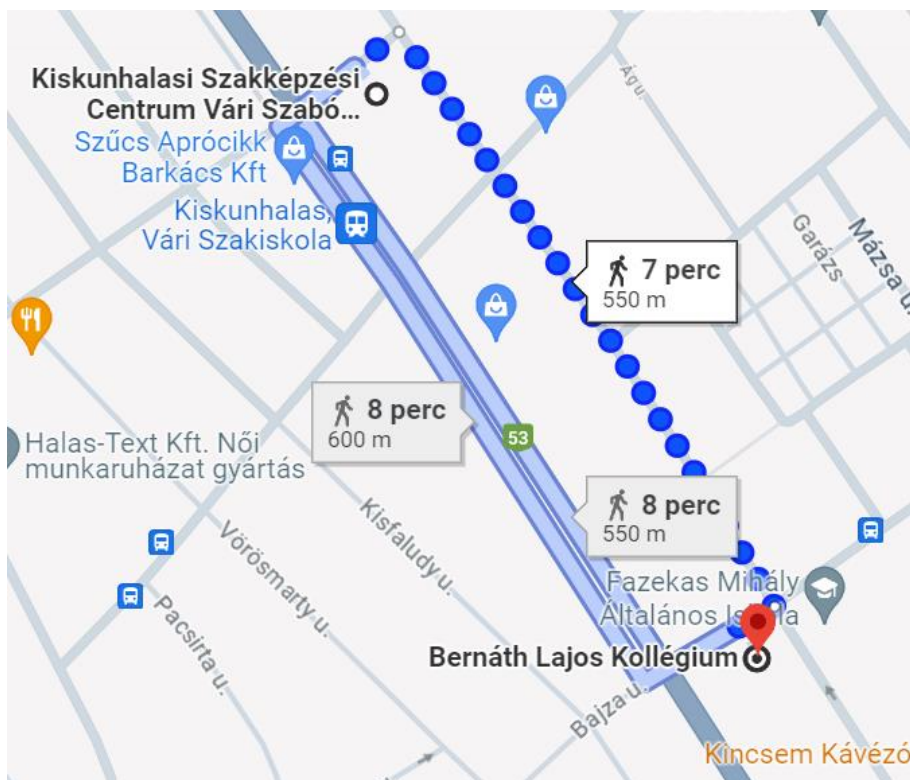 Kiskunhalasi Szakképzési
Centrum Vári Szabó...
Szűcs Aprócikk
Barkács Kft
Kiskunhalas,
Vári Szakiskola
Águ.
Garázs
Mázsa u.
7 perc
550 m
8 perc
600 m
53
8 perc
550 m
Halas-Text Kft. Női
munkaruházat gyártás
Kisfaludy u.
Vörösmarty u.
Pacsirta u.
Fazekas Mihály
Általános Iskola
Bernáth Lajos Kollégium
Bajza u.
Kincsem Kávézó